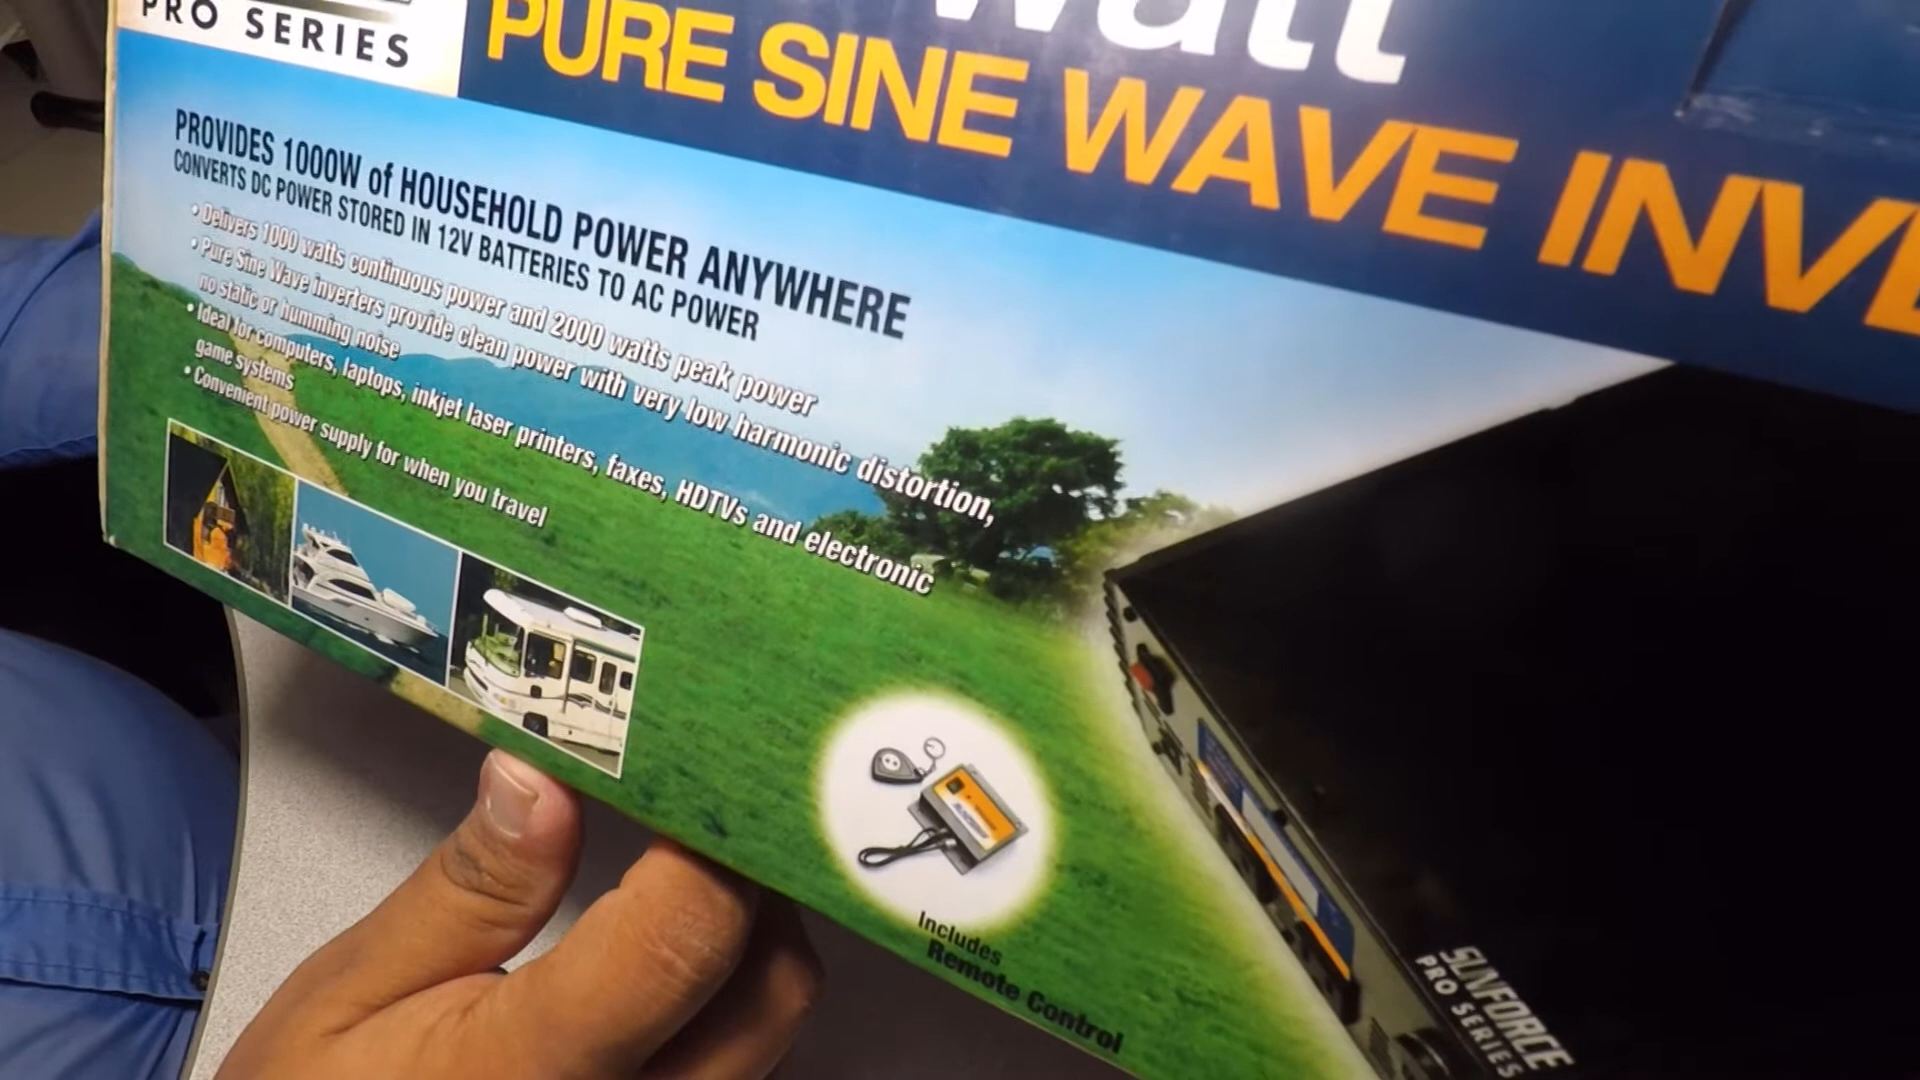 PRO SERIES
watt
PURE SINE WAVE INVE
PROVIDES 1000W of HOUSEHOLD POWER ANYWHERE
CONVERTS DC POWER STORED IN 12V BATTERIES TO AC POWER
• Delivers 1000 watts continuous power and 2000 watts peak power
• Pure Sine Wave inverters provide clean power with very low harmonic distortion,
no static or humming noise
• Ideal for computers, laptops, inkjet laser printers, faxes, HDTVs and electronic
game systems
• Convenient power supply for when you travel
Includes
Remote Control
SUNFORCE
PRO SERIES